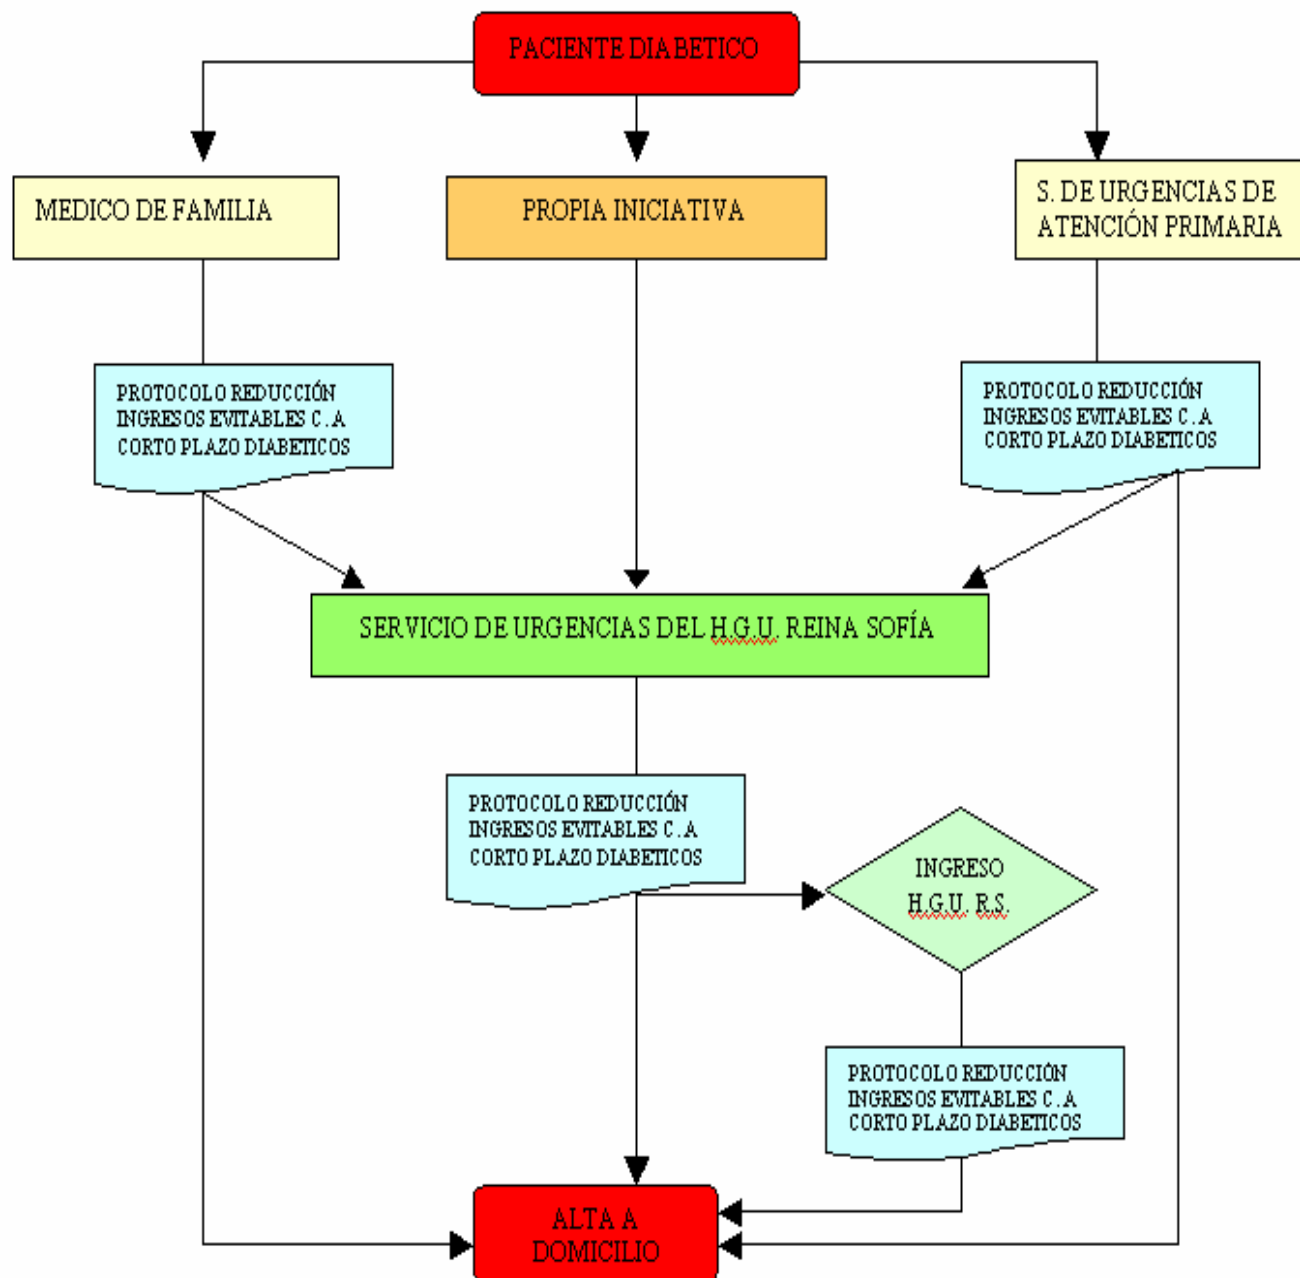 PACIENTE DIABETICO
MEDICO DE FAMILIA
PROPIA INICIATIVA
S. DE URGENCIAS DE
ATENCIÓN PRIMARIA
PROTOCOLO REDUCCIÓN
INGRESOS EVITABLES C. A
CORTO PLAZO DIABETICOS
PROTOCOLO REDUCCIÓN
INGRESOS EVITABLES C. A
CORTO PLAZO DIABETICOS
SERVICIO DE URGENCIAS DEL H.G.U. REINA SOFÍA
PROTOCOLO REDUCCIÓN
INGRESOS EVITABLES C. A
CORTO PLAZO DIABETICOS
INGRESO
H.G.U. R.S.
PROTOCOLO REDUCCIÓN
INGRESOS EVITABLES C. A
CORTO PLAZO DIABETICOS
ALTA A
DOMICILIO